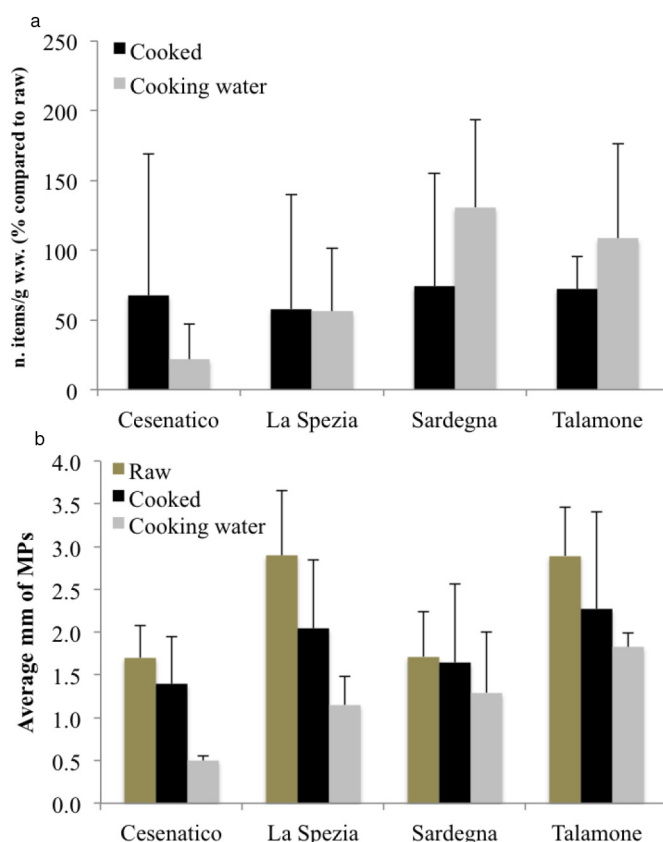 a
n. items/g w.w. (% compared to raw)
250
200
150
100
50
0
Cooked
Cooking water
Cesenatico La Spezia Sardegna Talamone
b
Average mm of MPs
4.0
3.5
3.0
2.5
2.0
1.5
1.0
0.5
0.0
Raw
Cooked
Cooking water
Cesenatico La Spezia Sardegna Talamone